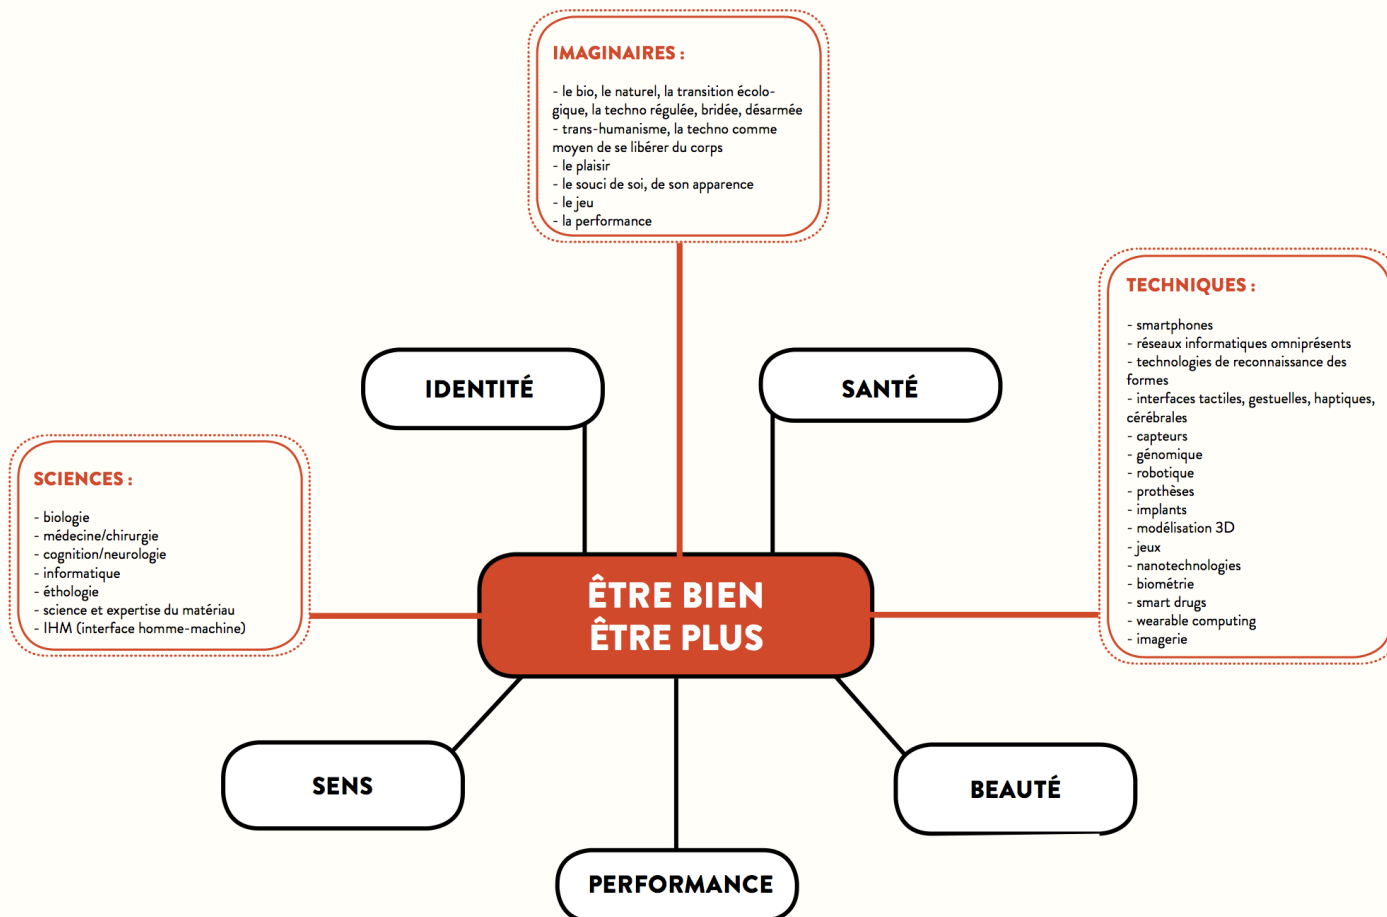 IMAGINAIRES :
- le bio, le naturel, la transition écolo-
gique, la techno régulée, bridée, désarmée
- trans-humanisme, la techno comme
moyen de se libérer du corps
- le plaisir
- le souci de soi, de son apparence
- le jeu
- la performance
TECHNIQUES :
- smartphones
- réseaux informatiques omniprésents
- technologies de reconnaissance des
formes
- interfaces tactiles, gestuelles, haptiques,
cérébrales
- capteurs
- génomique
- robotique
- prothèses
- implants
- modélisation 3D
- jeux
- nanotechnologies
- biométrie
- smart drugs
- wearable computing
- imagerie
IDENTITÉ
SANTÉ
SCIENCES :
- biologie
- médecine/chirurgie
- cognition/neurologie
- informatique
- éthologie
- science et expertise du matériau
- IHM (interface homme-machine)
ÊTRE BIEN
ÊTRE PLUS
SENS
BEAUTÉ
PERFORMANCE